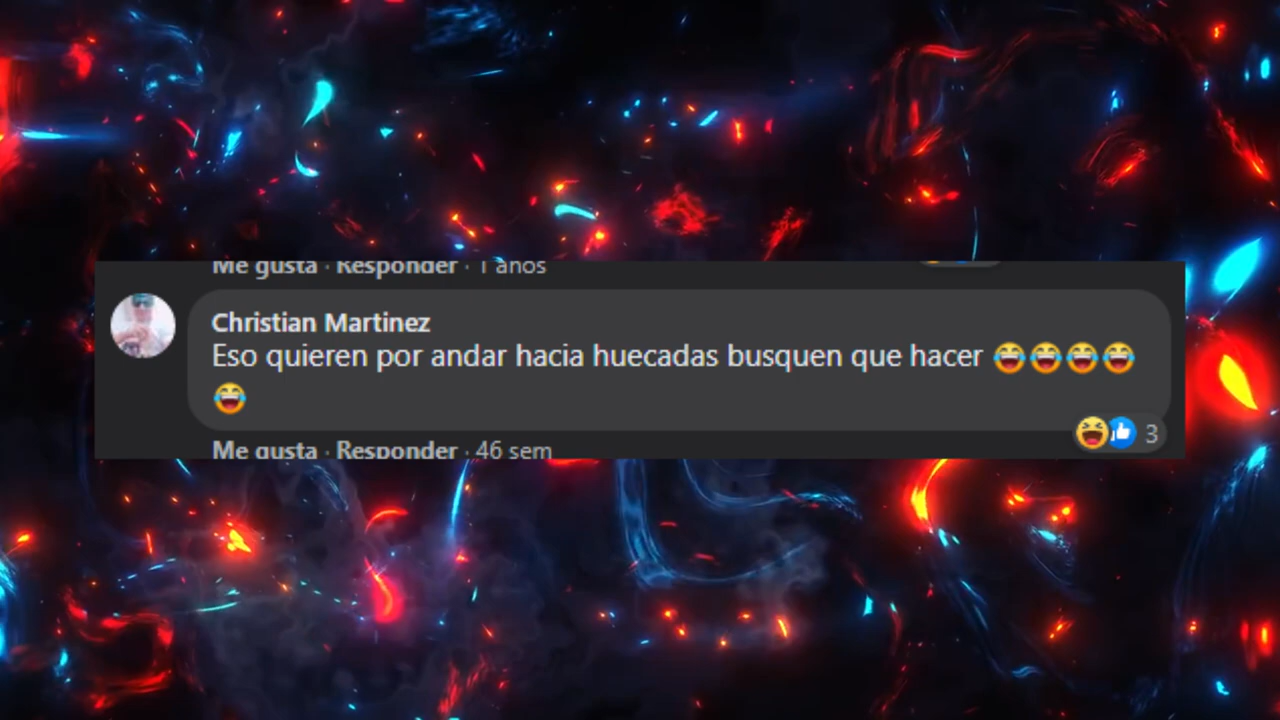 Me gusta · Responder · 1 años
Christian Martinez
Eso quieren por andar hacia huecadas busquen que hacer 😂😂😂😂
😂
3
Me gusta · Responder · 46 sem